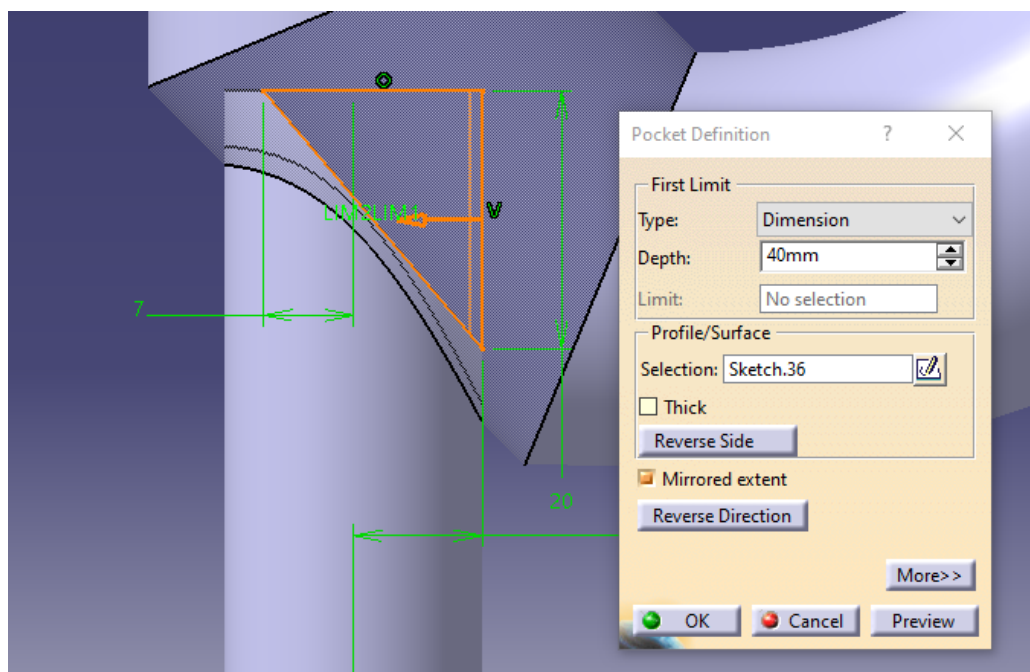 Pocket Definition ? ×
First Limit
Type: Dimension
Depth: 40mm
Limit: No selection
Profile/Surface
Selection: Sketch.36
Thick
Reverse Side
Mirrored extent
Reverse Direction
More>>
OK Cancel Preview
V
7
20